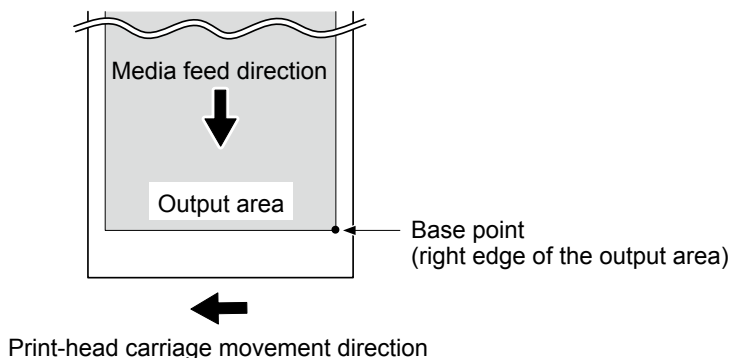 Media feed direction
Output area
Base point
(right edge of the output area)
Print-head carriage movement direction